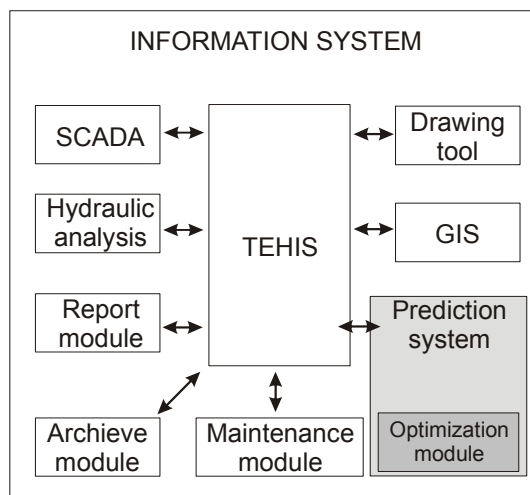 INFORMATION SYSTEM
SCADA
Hydraulic
analysis
Report
module
Archieve
module
TEHIS
Maintenance
module
Drawing
tool
GIS
Prediction
system
Optimization
module